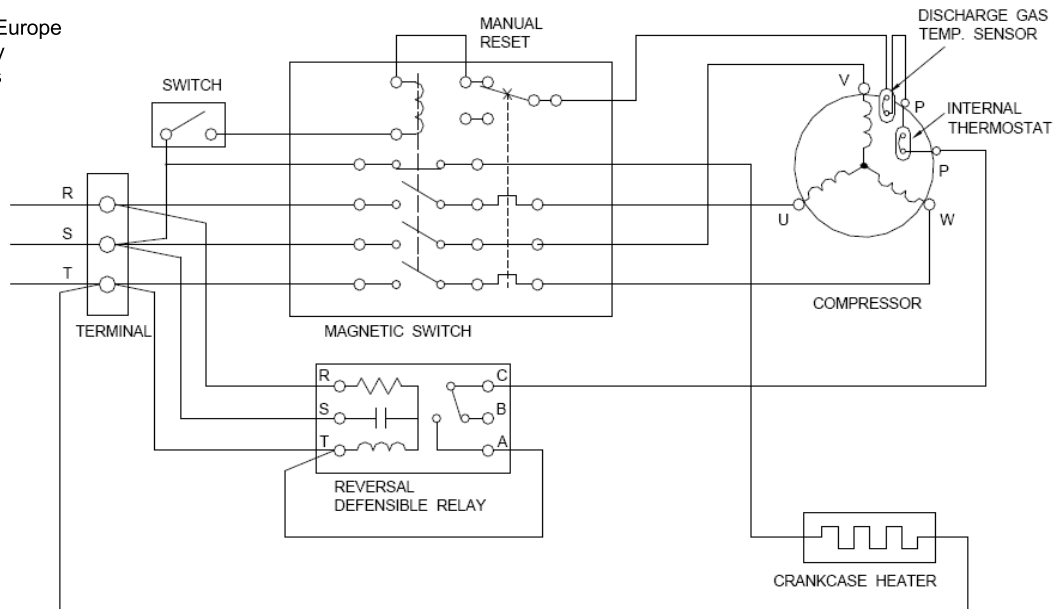 Europe
MANUAL
RESET
DISCHARGE GAS
TEMP. SENSOR
SWITCH
V
P
INTERNAL
THERMOSTAT
P
R
U
W
S
T
COMPRESSOR
TERMINAL
MAGNETIC SWITCH
R
C
S
B
T
A
REVERSAL
DEFENSIBLE RELAY
CRANKCASE HEATER